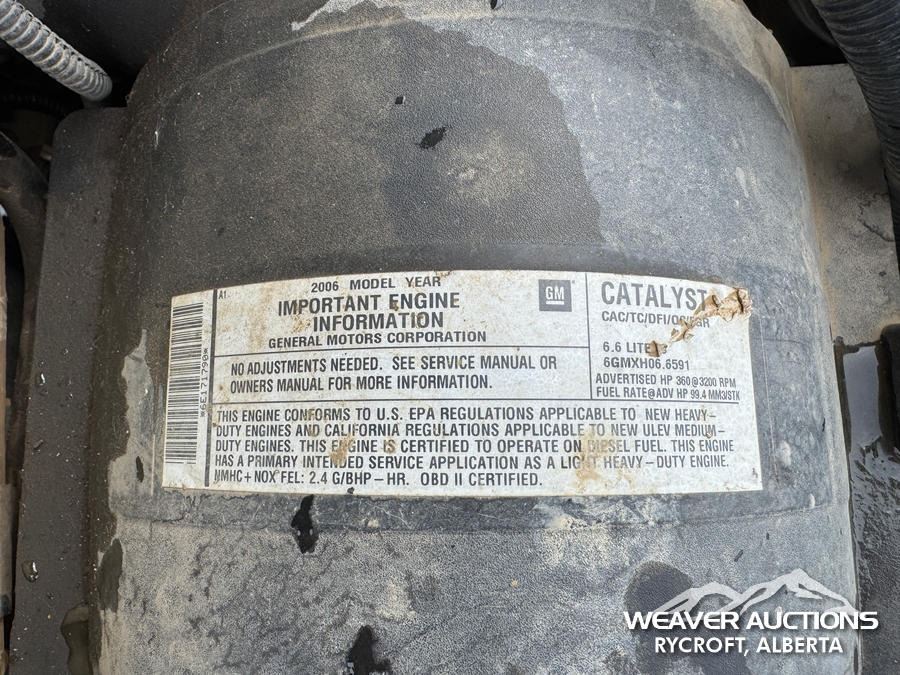 A1.
2006 MODEL YEAR
IMPORTANT ENGINE
INFORMATION
GENERAL MOTORS CORPORATION
GM
NO ADJUSTMENTS NEEDED. SEE SERVICE MANUAL OR
OWNERS MANUAL FOR MORE INFORMATION.
CATALYST
CAC/TC/DFI/
6.6
6GMXH06.6591
ADVERTISED HP 360@3200 RPM
FUEL RATE@ADV HP 99.4 MM3/STK
*6E171790*
THIS ENGINE CONFORMS TO U.S. EPA REGULATIONS APPLICABLE TO NEW HEAVY-
DUTY ENGINES AND CALIFORNIA REGULATIONS APPLICABLE TO NEW ULEV MEDIUM-
DUTY ENGINES. THIS ENGINE IS CERTIFIED TO OPERATE ON DIESEL FUEL. THIS ENGINE
HAS A PRIMARY INTENDED SERVICE APPLICATION AS A LIGHT HEAVY-DUTY ENGINE.
NMHC+NOX FEL: 2.4 G/BHP-HR. OBD II CERTIFIED.
WEAVER AUCTIONS
RYCROFT, ALBERTA